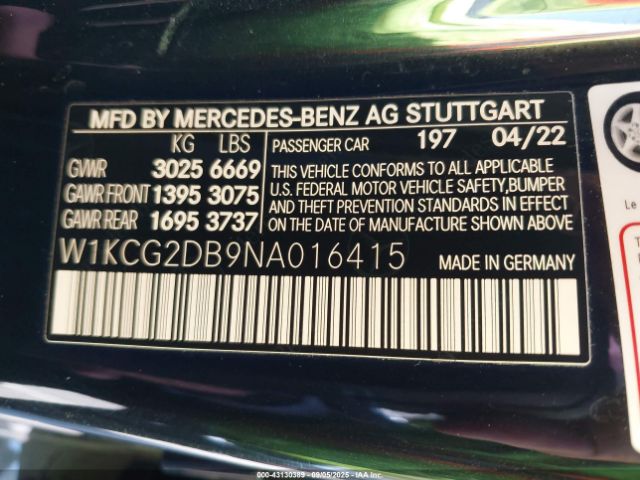 MFD BY MERCEDES-BENZ AG STUTTGART
KG LBS
PASSENGER CAR 197 04/22
GVWR 3025 6669
GAWR FRONT 1395 3075
GAWR REAR 1695 3737
THIS VEHICLE CONFORMS TO ALL APPLICABLE
U.S. FEDERAL MOTOR VEHICLE SAFETY,BUMPER
AND THEFT PREVENTION STANDARDS IN EFFECT
ON THE DATE OF MANUFACTURE SHOWN ABOVE.
W1KCG2DB9NA016415 MADE IN GERMANY
Le
000-43130389 - 09/05/2025 - IAAI.COM